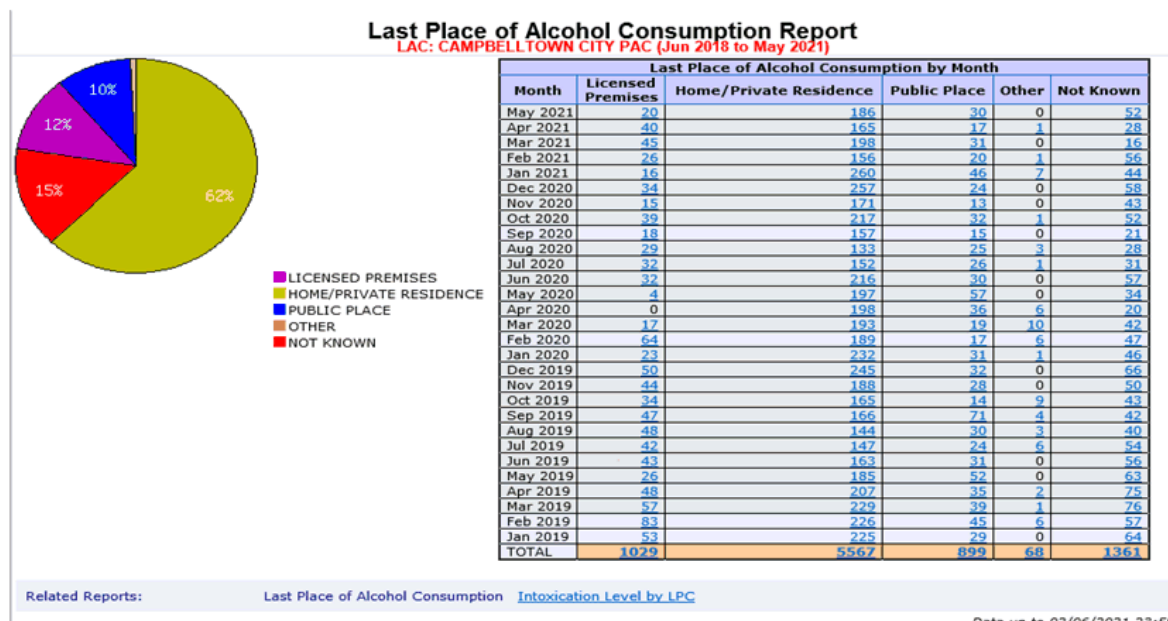 Last Place of Alcohol Consumption Report
LAC: CAMPBELLTOWN CITY PAC (Jun 2018 to May 2021)
10%
12%
15%
62%
LICENSED PREMISES
HOME/PRIVATE RESIDENCE
PUBLIC PLACE
OTHER
NOT KNOWN
Last Place of Alcohol Consumption by Month
Month Licensed Premises Home/Private Residence Public Place Other Not Known
May 2021 20 186 30 0 52
Apr 2021 40 165 17 1 28
Mar 2021 45 198 31 0 16
Feb 2021 26 156 20 1 56
Jan 2021 16 260 46 7 44
Dec 2020 34 257 24 0 58
Nov 2020 15 171 13 0 43
Oct 2020 39 217 32 1 52
Sep 2020 18 157 15 0 21
Aug 2020 29 133 25 3 28
Jul 2020 32 152 26 1 31
Jun 2020 32 216 30 0 57
May 2020 4 197 57 0 34
Apr 2020 0 198 36 6 20
Mar 2020 17 193 19 10 42
Feb 2020 64 189 17 6 47
Jan 2020 23 232 31 1 46
Dec 2019 50 245 32 0 66
Nov 2019 44 188 28 0 50
Oct 2019 34 165 14 9 43
Sep 2019 47 166 71 4 42
Aug 2019 48 144 30 3 40
Jul 2019 42 147 24 6 54
Jun 2019 43 163 31 0 56
May 2019 26 185 52 0 63
Apr 2019 48 207 35 2 75
Mar 2019 57 229 39 1 76
Feb 2019 83 226 45 6 57
Jan 2019 53 225 29 0 64
TOTAL 1029 5567 899 68 1361
Related Reports: Last Place of Alcohol Consumption Intoxication Level by LPC